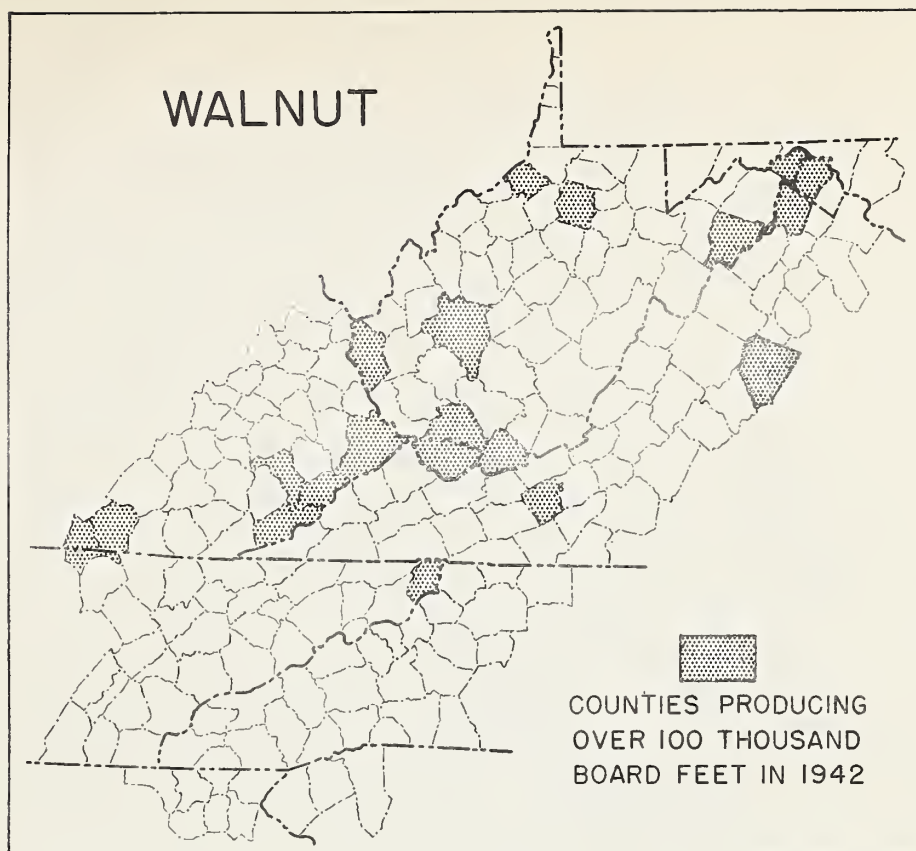 WALNUT
COUNTIES PRODUCING
OVER 100 THOUSAND
BOARD FEET IN 1942